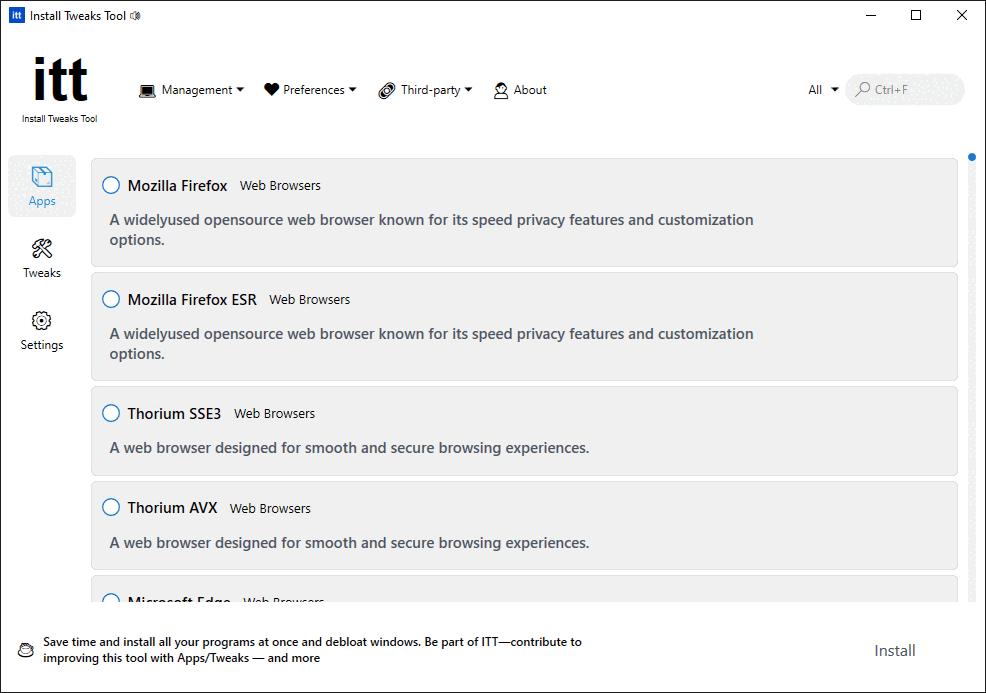 itt Install Tweaks Tool
itt
Install Tweaks Tool
Management
Preferences
Third-party
About
All
Ctrl+F
Apps
Tweaks
Settings
Mozilla Firefox Web Browsers
A widelyused opensource web browser known for its speed privacy features and customization
options.
Mozilla Firefox ESR Web Browsers
A widelyused opensource web browser known for its speed privacy features and customization
options.
Thorium SSE3 Web Browsers
A web browser designed for smooth and secure browsing experiences.
Thorium AVX Web Browsers
A web browser designed for smooth and secure browsing experiences.
Microsoft Edge Web Browsers
Save time and install all your programs at once and debloat windows. Be part of ITT—contribute to
improving this tool with Apps/Tweaks — and more
Install